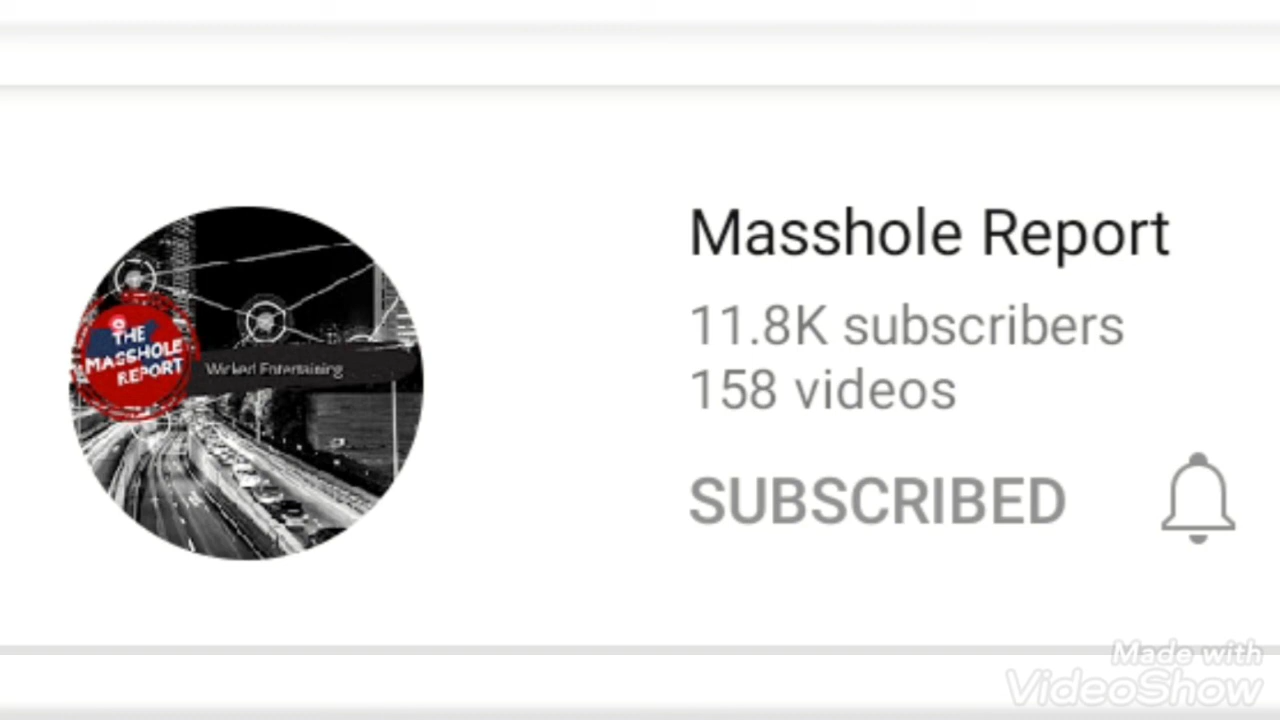 Masshole Report
11.8K subscribers
158 videos
SUBSCRIBED
THE
MASSHOLE
REPORT
Wicked Entertaining
Made with
VideoShow